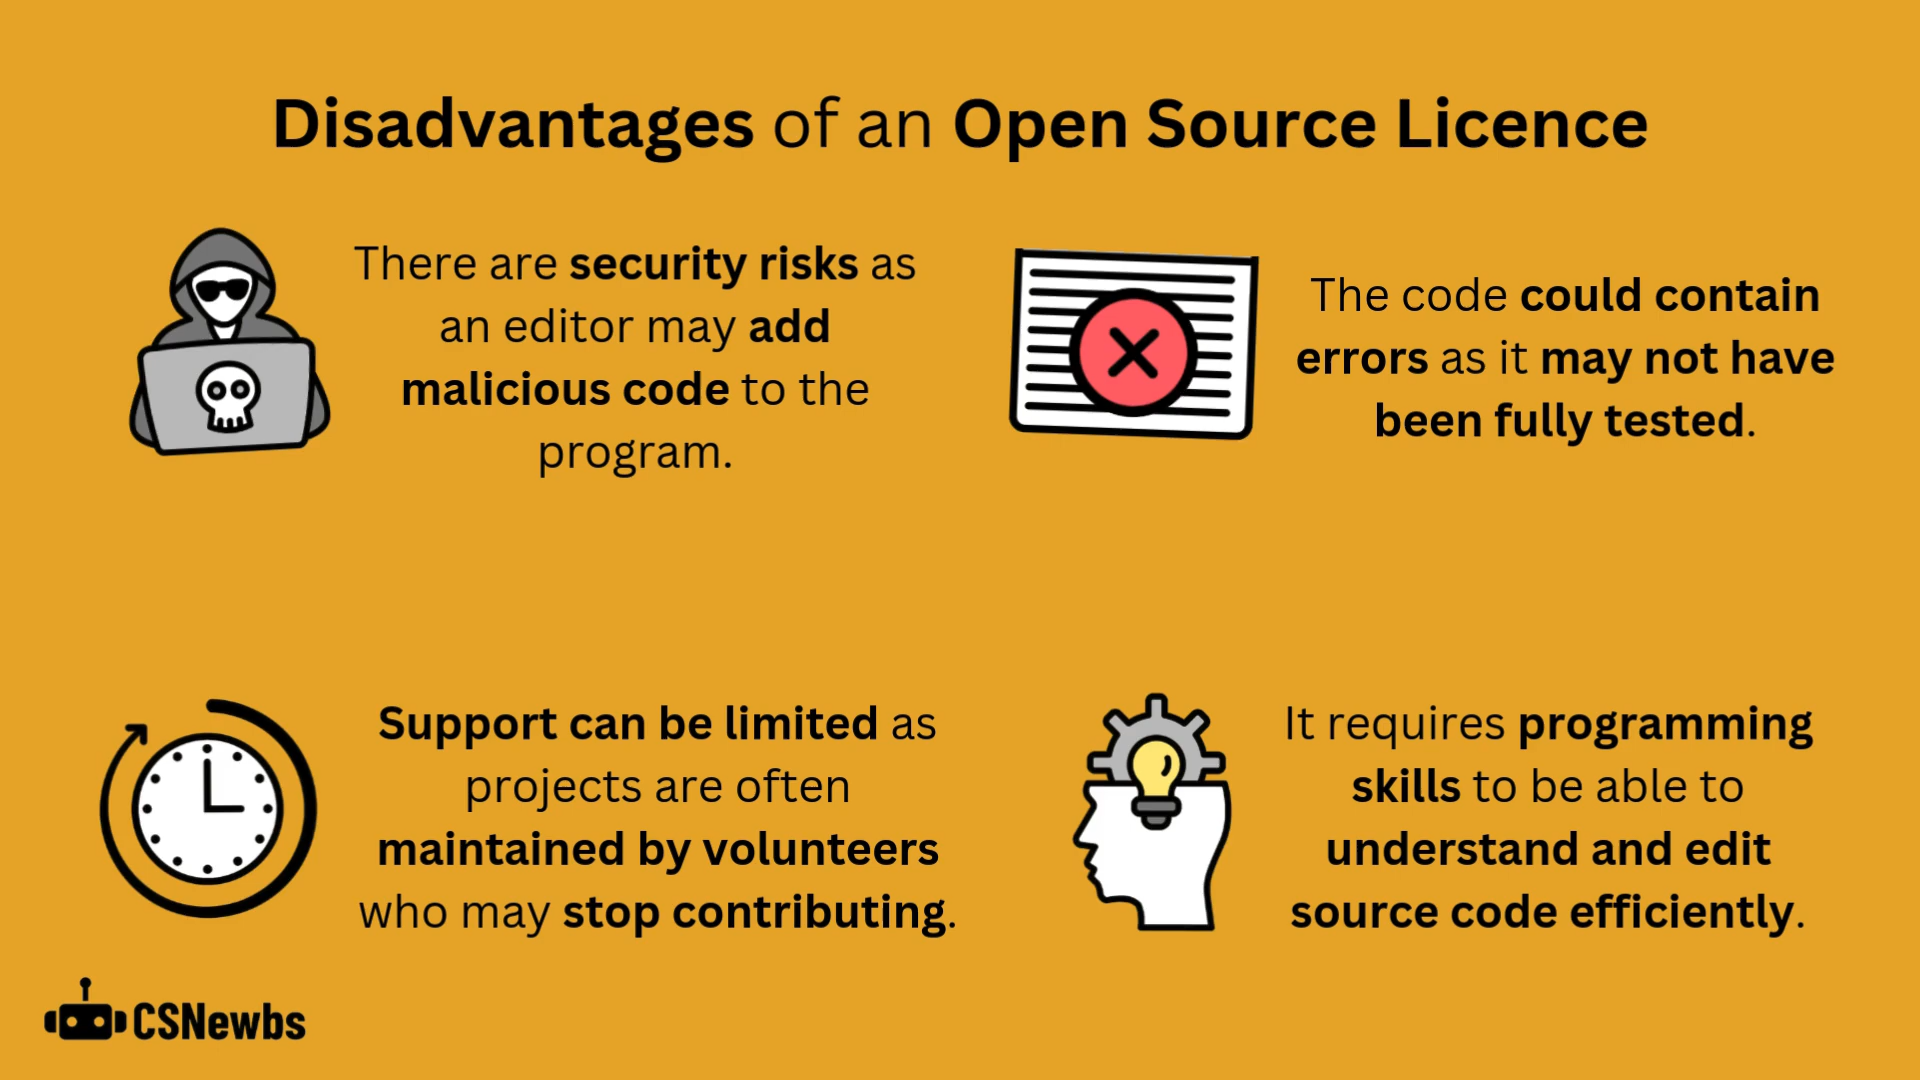 Disadvantages of an Open Source Licence
There are security risks as
an editor may add
malicious code to the
program.
The code could contain
errors as it may not have
been fully tested.
Support can be limited as
projects are often
maintained by volunteers
who may stop contributing.
It requires programming
skills to be able to
understand and edit
source code efficiently.
CSNewbs